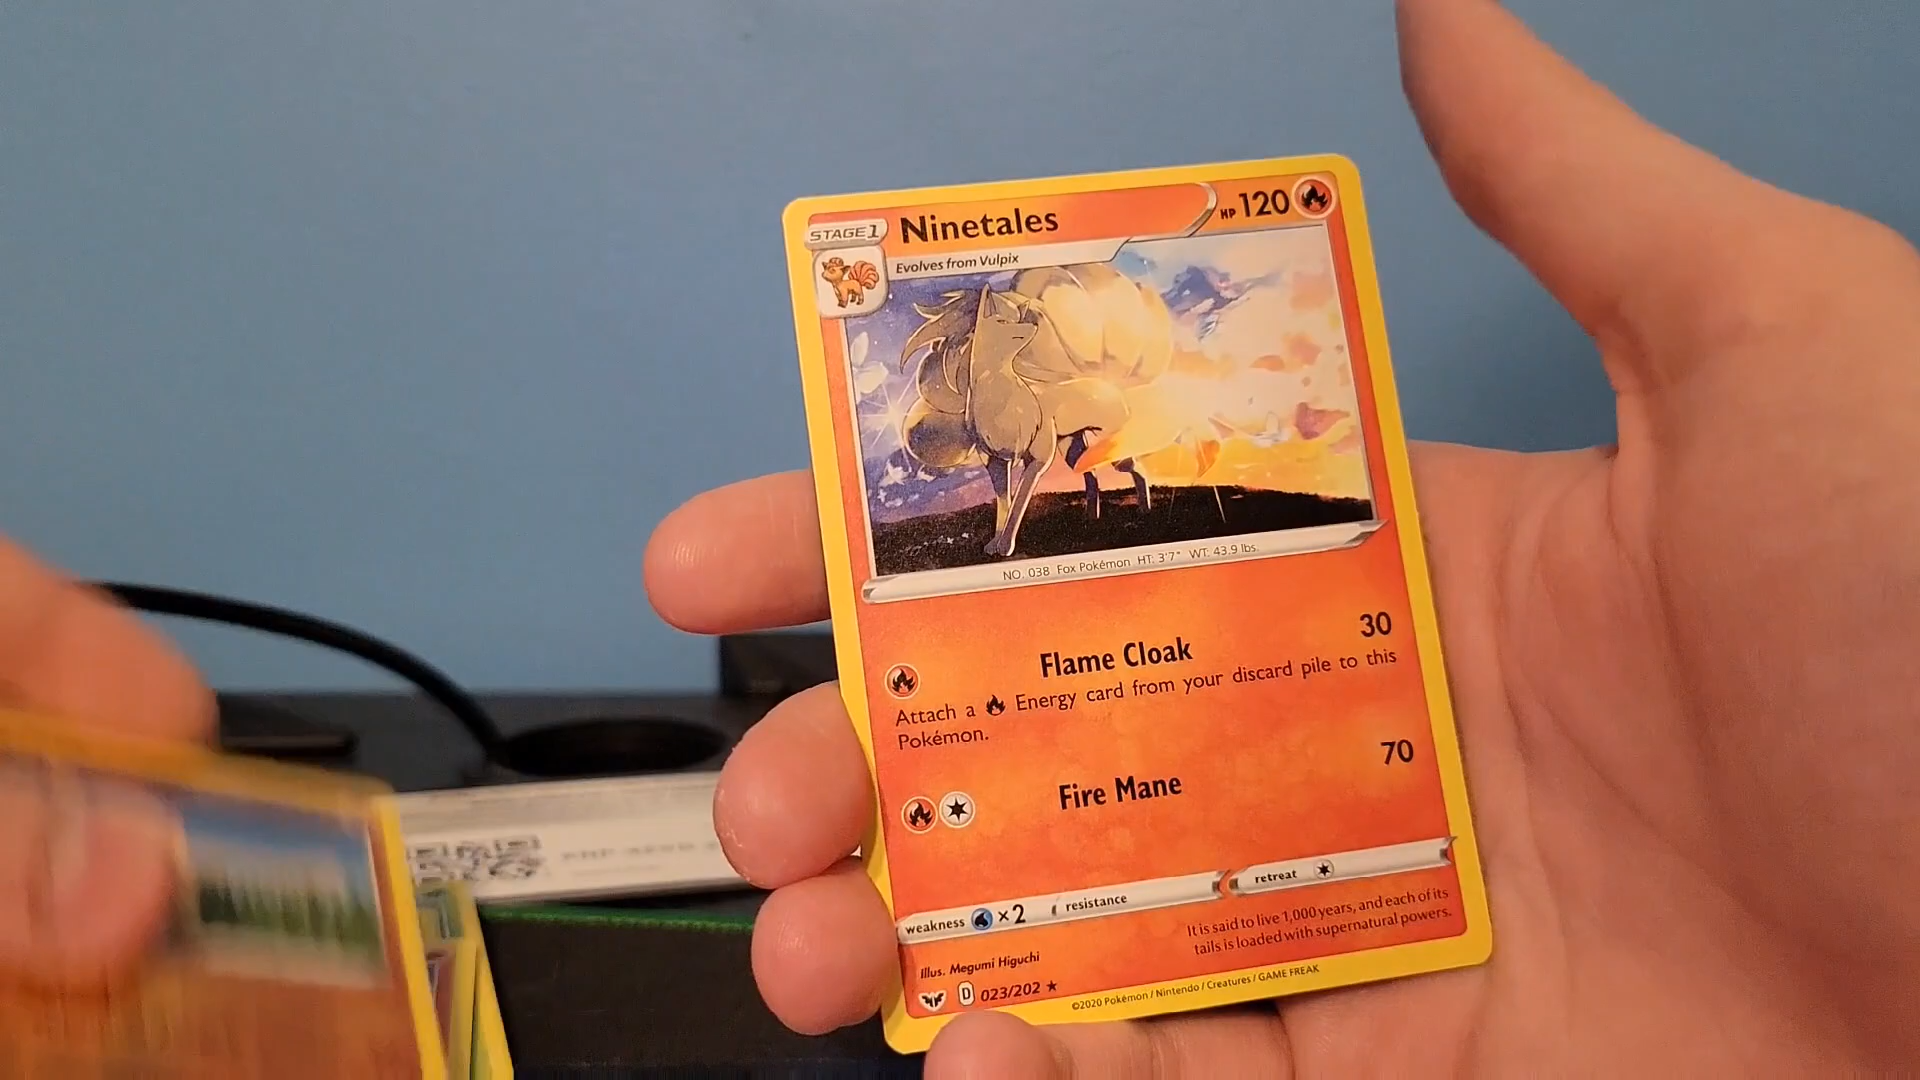 STAGE1
Ninetales
HP 120
Evolves from Vulpix
NO. 038 Fox Pokémon HT: 3'7" WT: 43.9 lbs.
Flame Cloak 30
Attach a Energy card from your discard pile to this
Pokémon.
Fire Mane 70
weakness ×2 resistance retreat
It is said to live 1,000 years, and each of its
tails is loaded with supernatural powers.
Illus. Megumi Higuchi
D 023/202 ★
©2020 Pokémon / Nintendo / Creatures / GAME FREAK